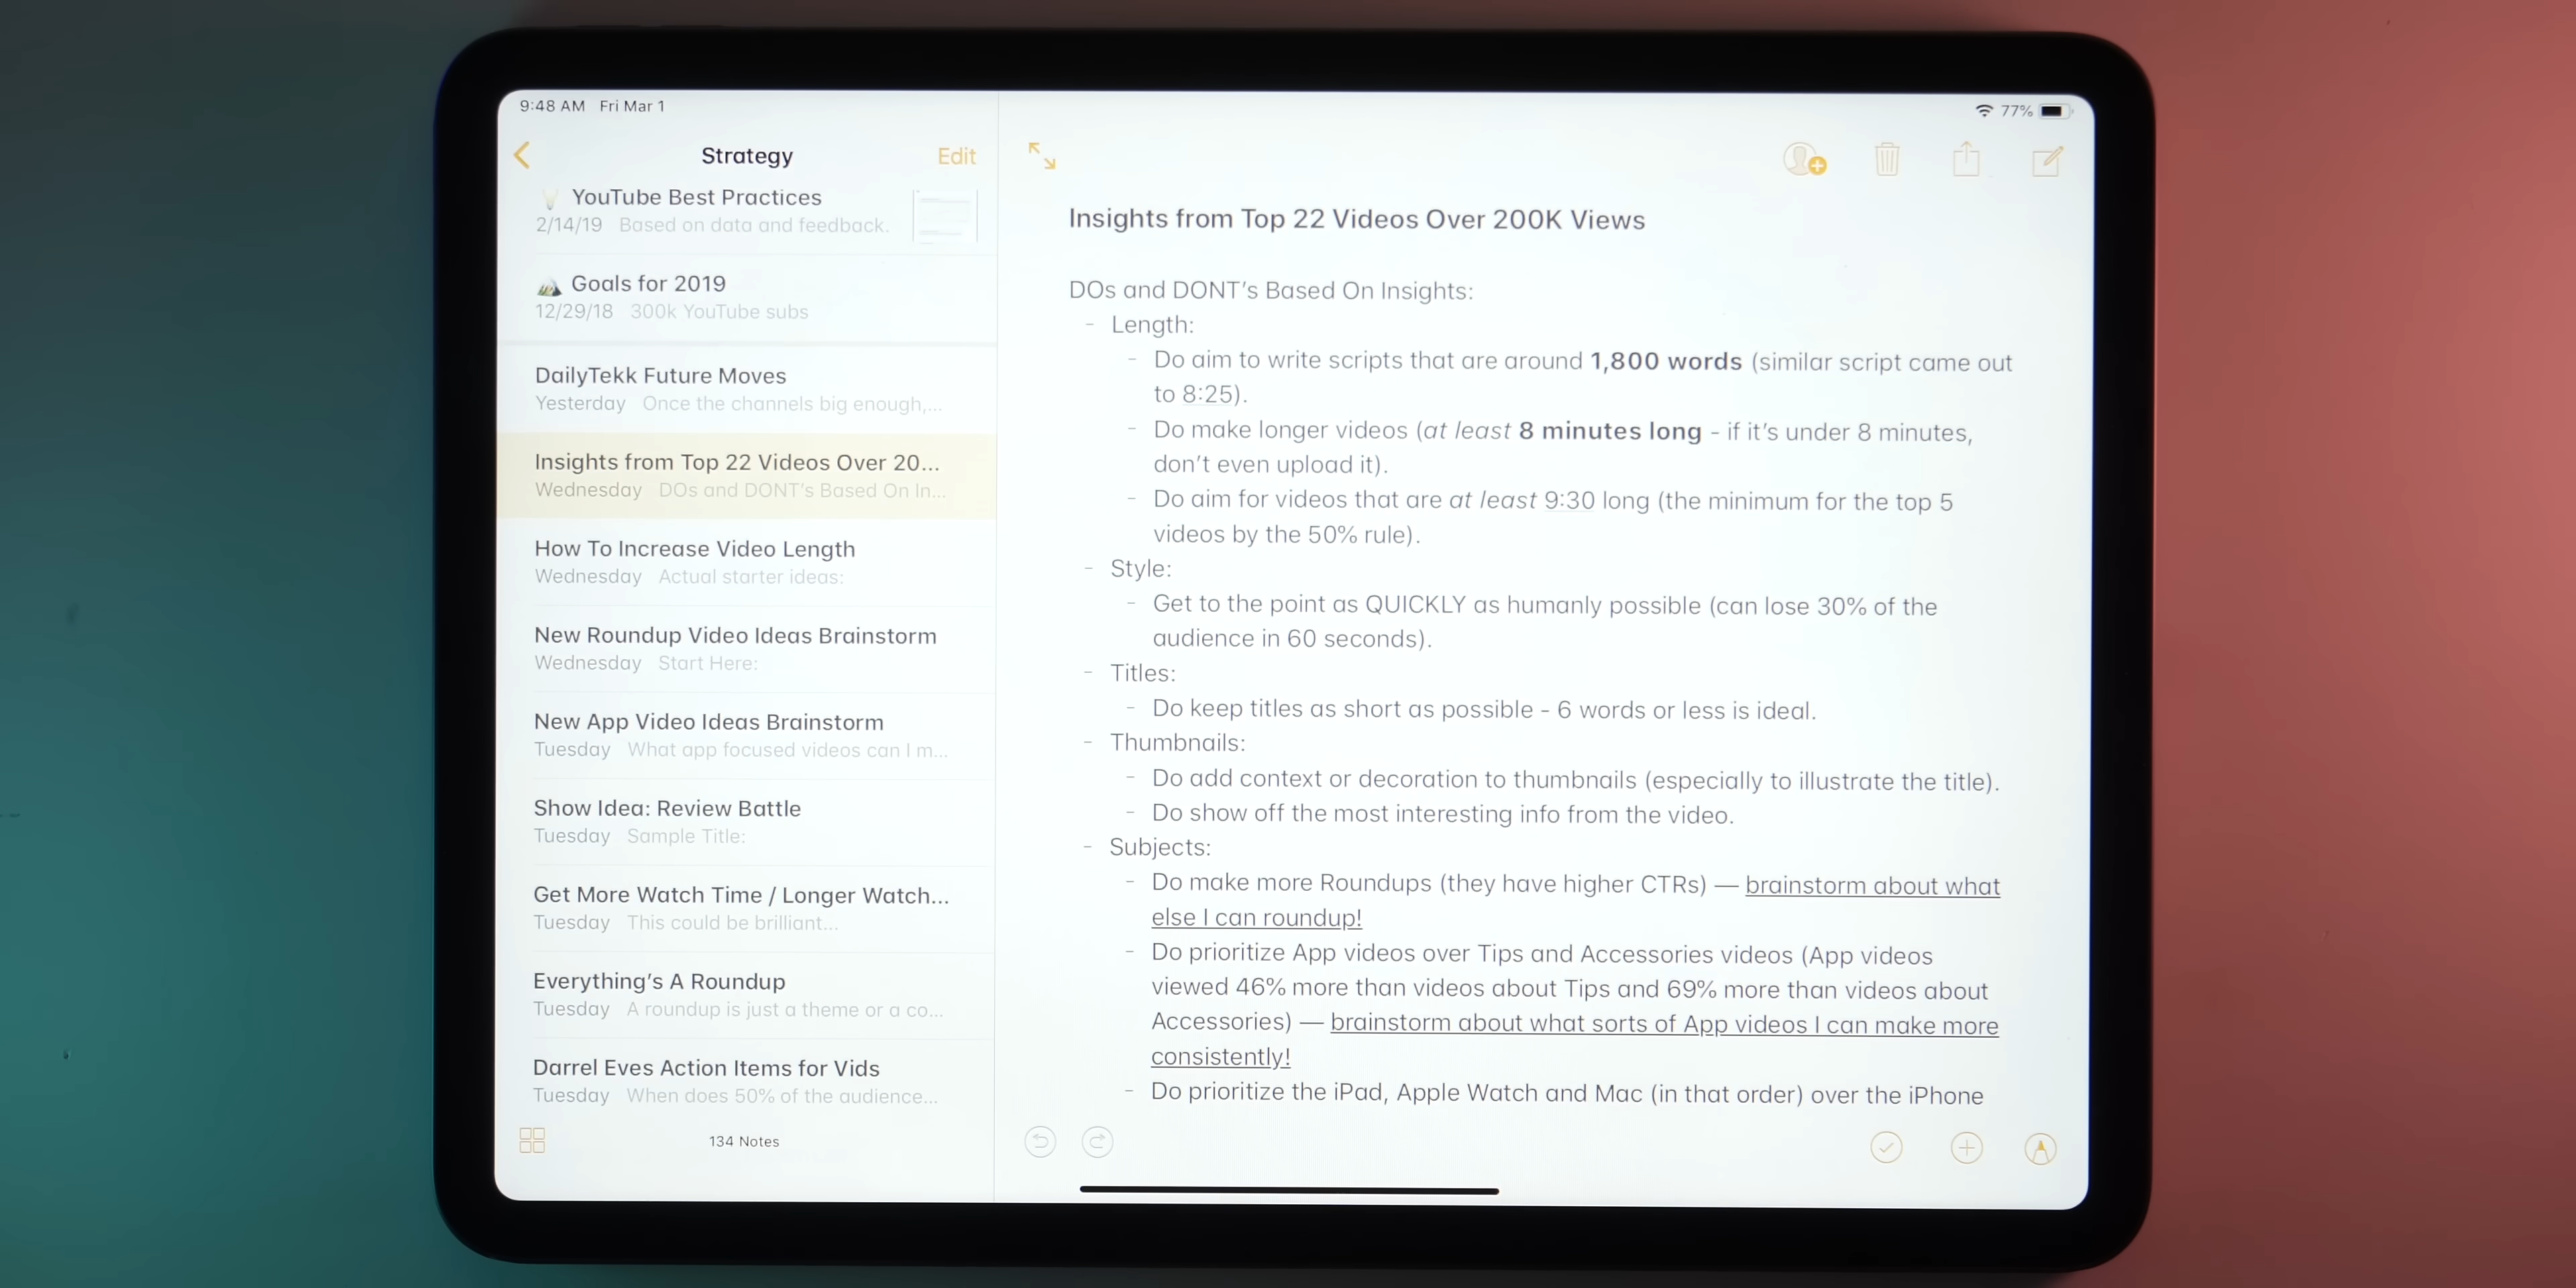 9:48 AM Fri Mar 1
77%
Strategy
Edit
YouTube Best Practices
2/14/19 Based on data and feedback.
Goals for 2019
12/29/18 300k YouTube subs
DailyTekk Future Moves
Yesterday Once the channels big enough,...
Insights from Top 22 Videos Over 20...
Wednesday DOs and DONT's Based On In...
How To Increase Video Length
Wednesday Actual starter ideas:
New Roundup Video Ideas Brainstorm
Wednesday Start Here:
New App Video Ideas Brainstorm
Tuesday What app focused videos can I m...
Show Idea: Review Battle
Tuesday Sample Title:
Get More Watch Time / Longer Watch...
Tuesday This could be brilliant...
Everything's A Roundup
Tuesday A roundup is just a theme or a co...
Darrel Eves Action Items for Vids
Tuesday When does 50% of the audience...
134 Notes
Insights from Top 22 Videos Over 200K Views
DOs and DONT's Based On Insights:
- Length:
- Do aim to write scripts that are around 1,800 words (similar script came out
to 8:25).
- Do make longer videos (at least 8 minutes long - if it's under 8 minutes,
don't even upload it).
- Do aim for videos that are at least 9:30 long (the minimum for the top 5
videos by the 50% rule).
- Style:
- Get to the point as QUICKLY as humanly possible (can lose 30% of the
audience in 60 seconds).
- Titles:
- Do keep titles as short as possible - 6 words or less is ideal.
- Thumbnails:
- Do add context or decoration to thumbnails (especially to illustrate the title).
- Do show off the most interesting info from the video.
- Subjects:
- Do make more Roundups (they have higher CTRs) — brainstorm about what
else I can roundup!
- Do prioritize App videos over Tips and Accessories videos (App videos
viewed 46% more than videos about Tips and 69% more than videos about
Accessories) — brainstorm about what sorts of App videos I can make more
consistently!
- Do prioritize the iPad, Apple Watch and Mac (in that order) over the iPhone